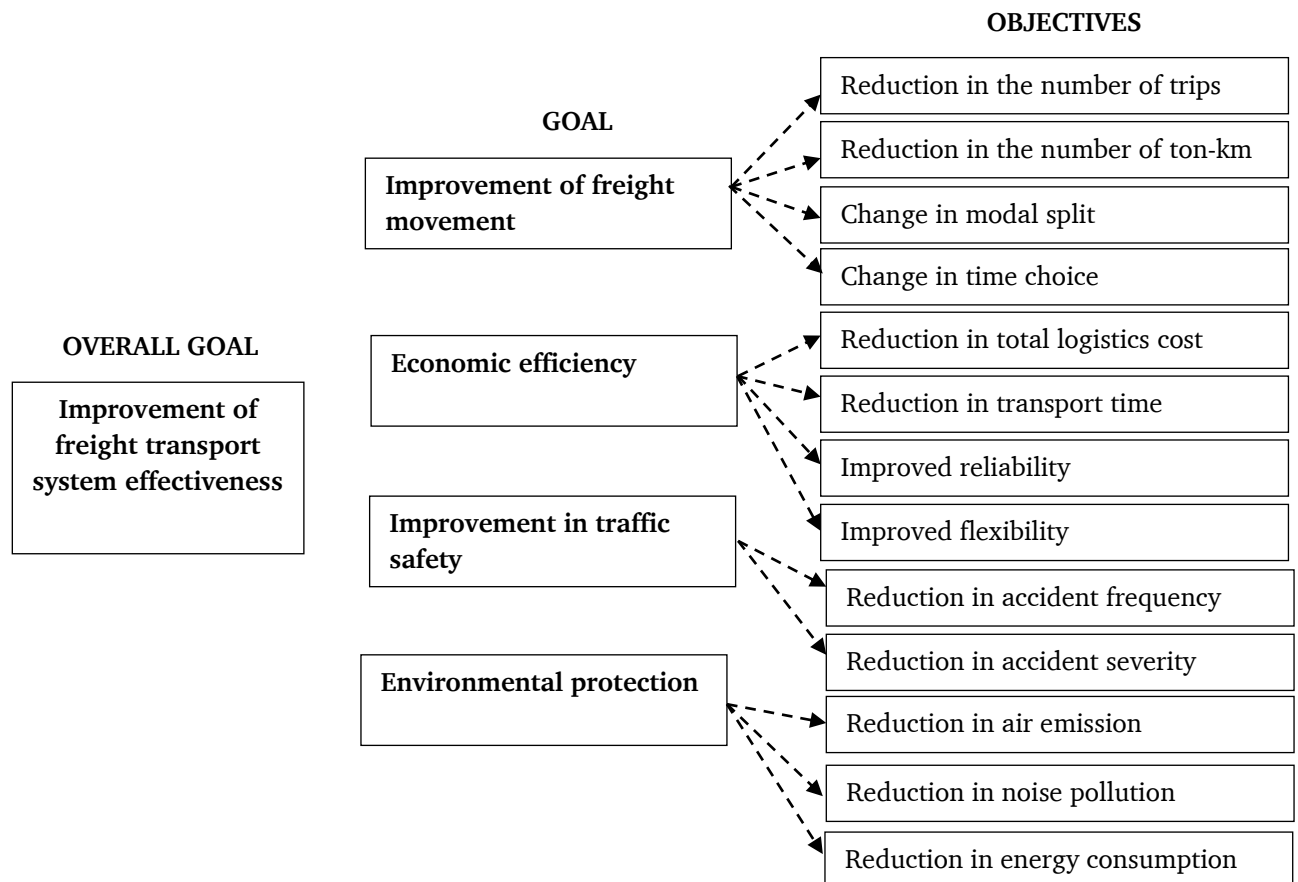 OVERALL GOAL
Improvement of
freight transport
system effectiveness
GOAL
Improvement of freight
movement
Economic efficiency
Improvement in traffic
safety
Environmental protection
OBJECTIVES
Reduction in the number of trips
Reduction in the number of ton-km
Change in modal split
Change in time choice
Reduction in total logistics cost
Reduction in transport time
Improved reliability
Improved flexibility
Reduction in accident frequency
Reduction in accident severity
Reduction in air emission
Reduction in noise pollution
Reduction in energy consumption